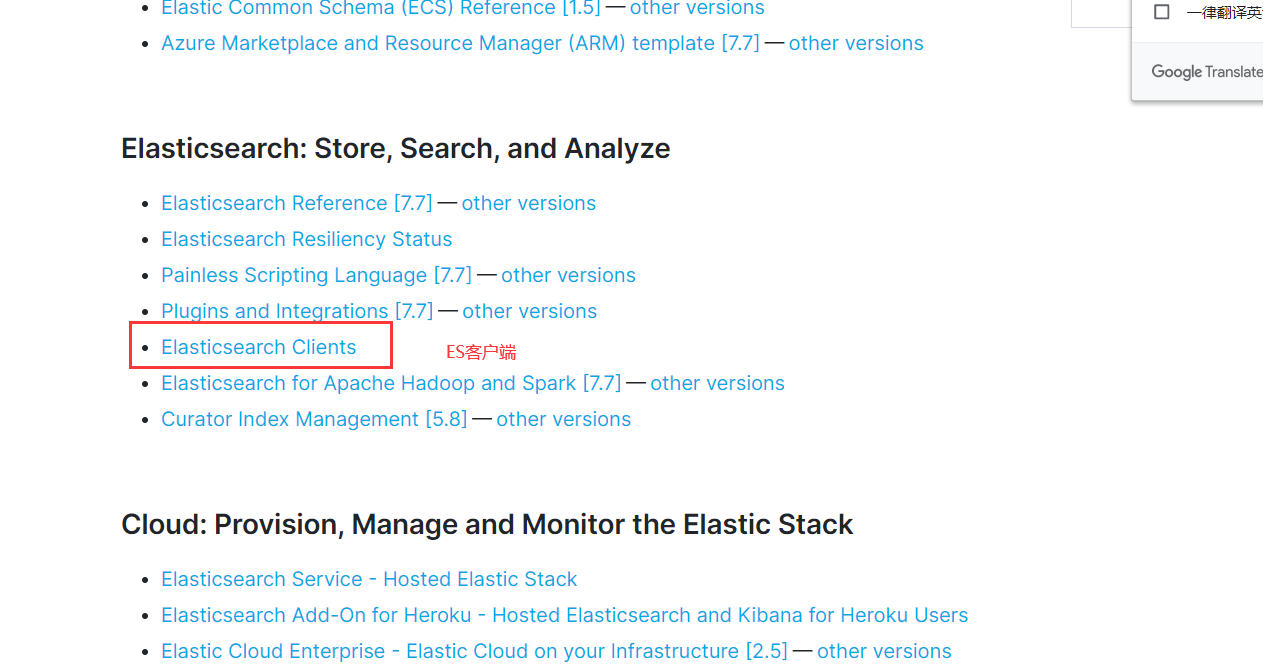 Elastic Common Schema (ECS) Reference [1.5] — other versions
一律翻译英
Azure Marketplace and Resource Manager (ARM) template [7.7] — other versions
Google Translate
Elasticsearch: Store, Search, and Analyze
Elasticsearch Reference [7.7] — other versions
Elasticsearch Resiliency Status
Painless Scripting Language [7.7] — other versions
Plugins and Integrations [7.7] — other versions
Elasticsearch Clients
ES客户端
Elasticsearch for Apache Hadoop and Spark [7.7] — other versions
Curator Index Management [5.8] — other versions
Cloud: Provision, Manage and Monitor the Elastic Stack
Elasticsearch Service - Hosted Elastic Stack
Elasticsearch Add-On for Heroku - Hosted Elasticsearch and Kibana for Heroku Users
Elastic Cloud Enterprise - Elastic Cloud on your Infrastructure [2.5] — other versions